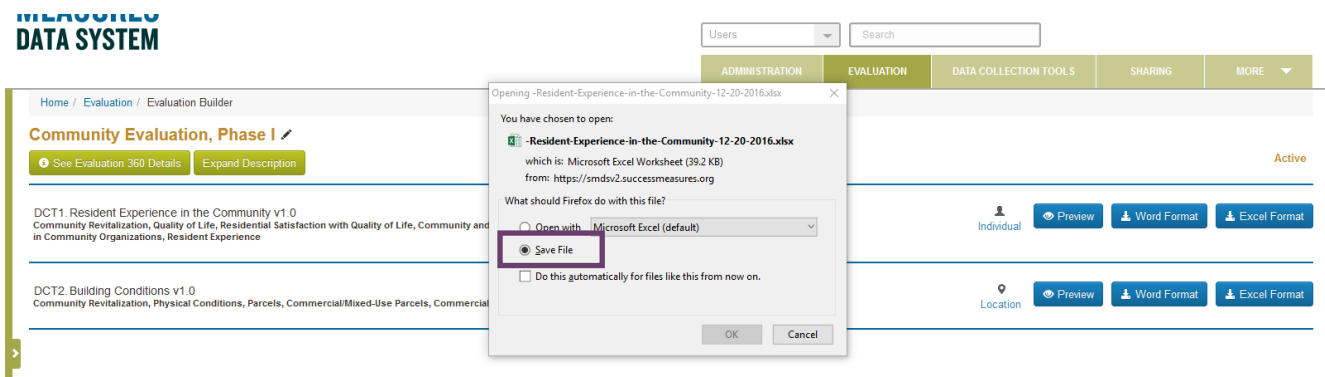 MEASURES
DATA SYSTEM
Users
Search
ADMINISTRATION EVALUATION DATA COLLECTION TOOLS SHARING MORE
Home / Evaluation / Evaluation Builder
Community Evaluation, Phase I
See Evaluation 360 Details Expand Description
Active
DCT1. Resident Experience in the Community v1.0
Community Revitalization, Quality of Life, Residential Satisfaction with Quality of Life, Community and
in Community Organizations, Resident Experience
Individual Preview Word Format Excel Format
DCT2. Building Conditions v1.0
Community Revitalization, Physical Conditions, Parcels, Commercial/Mixed-Use Parcels, Commercial
Location Preview Word Format Excel Format
Opening -Resident-Experience-in-the-Community-12-20-2016.xlsx
You have chosen to open:
-Resident-Experience-in-the-Community-12-20-2016.xlsx
which is: Microsoft Excel Worksheet (39.2 KB)
from: https://smdsv2.successmeasures.org
What should Firefox do with this file?
Open with Microsoft Excel (default)
Save File
Do this automatically for files like this from now on.
OK Cancel